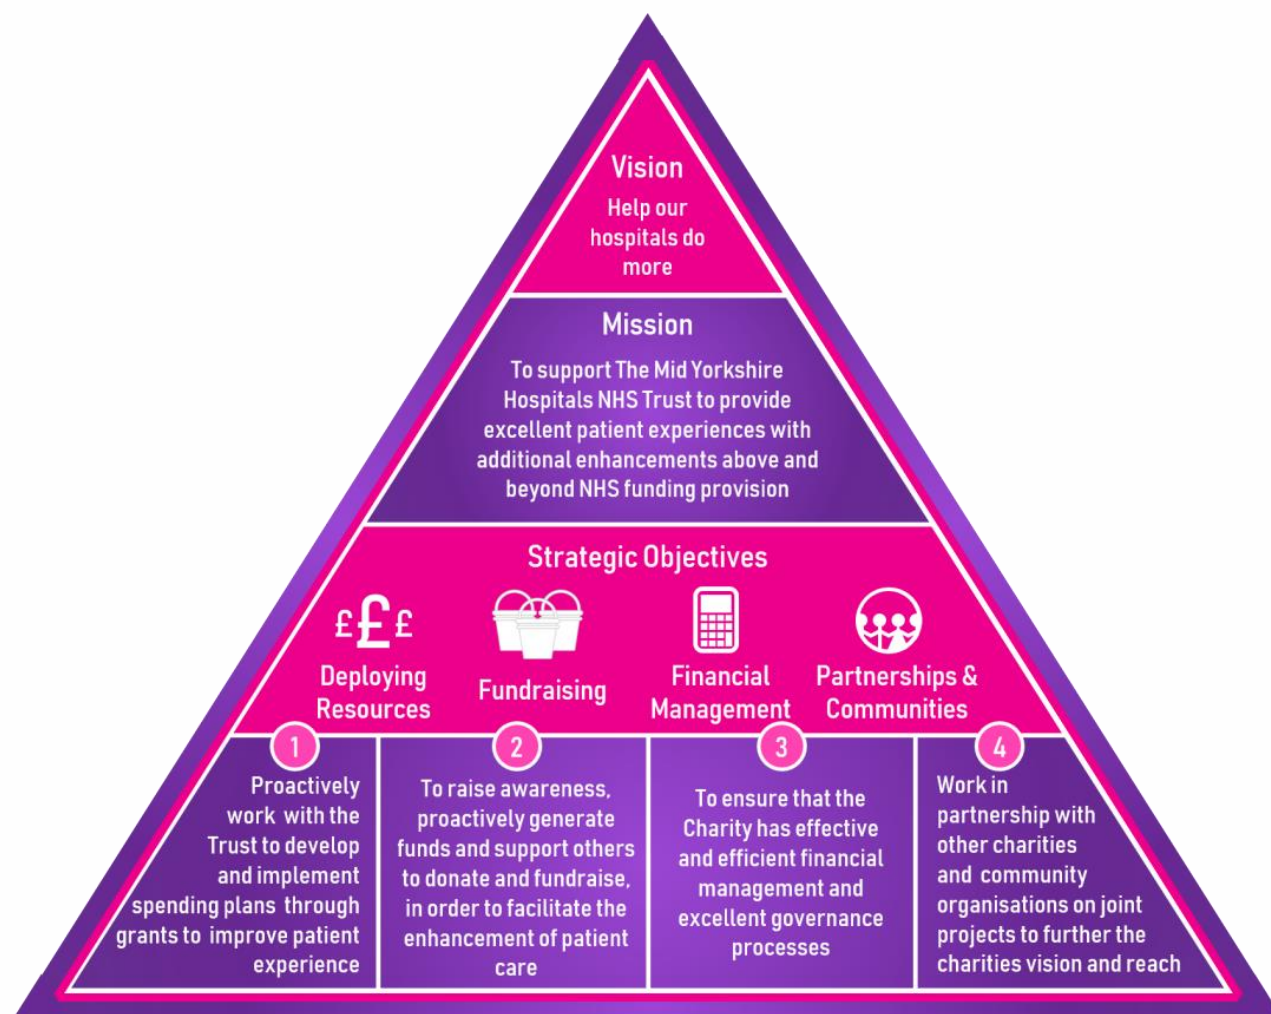 Vision
Help our
hospitals do
more
Mission
To support The Mid Yorkshire
Hospitals NHS Trust to provide
excellent patient experiences with
additional enhancements above and
beyond NHS funding provision
Strategic Objectives
£££
Deploying
Resources
Fundraising
Financial
Management
Partnerships &
Communities
1
Proactively
work with the
Trust to develop
and implement
spending plans through
grants to improve patient
experience
2
To raise awareness,
proactively generate
funds and support others
to donate and fundraise,
in order to facilitate the
enhancement of patient
care
3
To ensure that the
Charity has effective
and efficient financial
management and
excellent governance
processes
4
Work in
partnership with
other charities
and community
organisations on joint
projects to further the
charities vision and reach